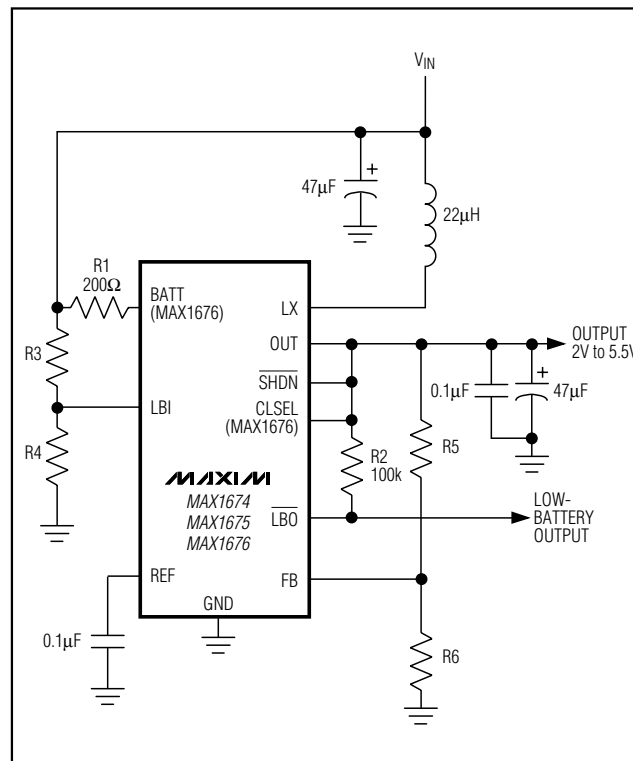 VIN
47µF
+
22µH
R1
200Ω
BATT
(MAX1676)
LX
R3
OUT
OUTPUT
2V to 5.5V
SHDN
0.1µF
+
47µF
LBI
CLSEL
(MAX1676)
R5
R4
R2
100k
MAXIM
MAX1674
MAX1675
MAX1676
LBO
LOW-
BATTERY
OUTPUT
REF
FB
GND
0.1µF
R6